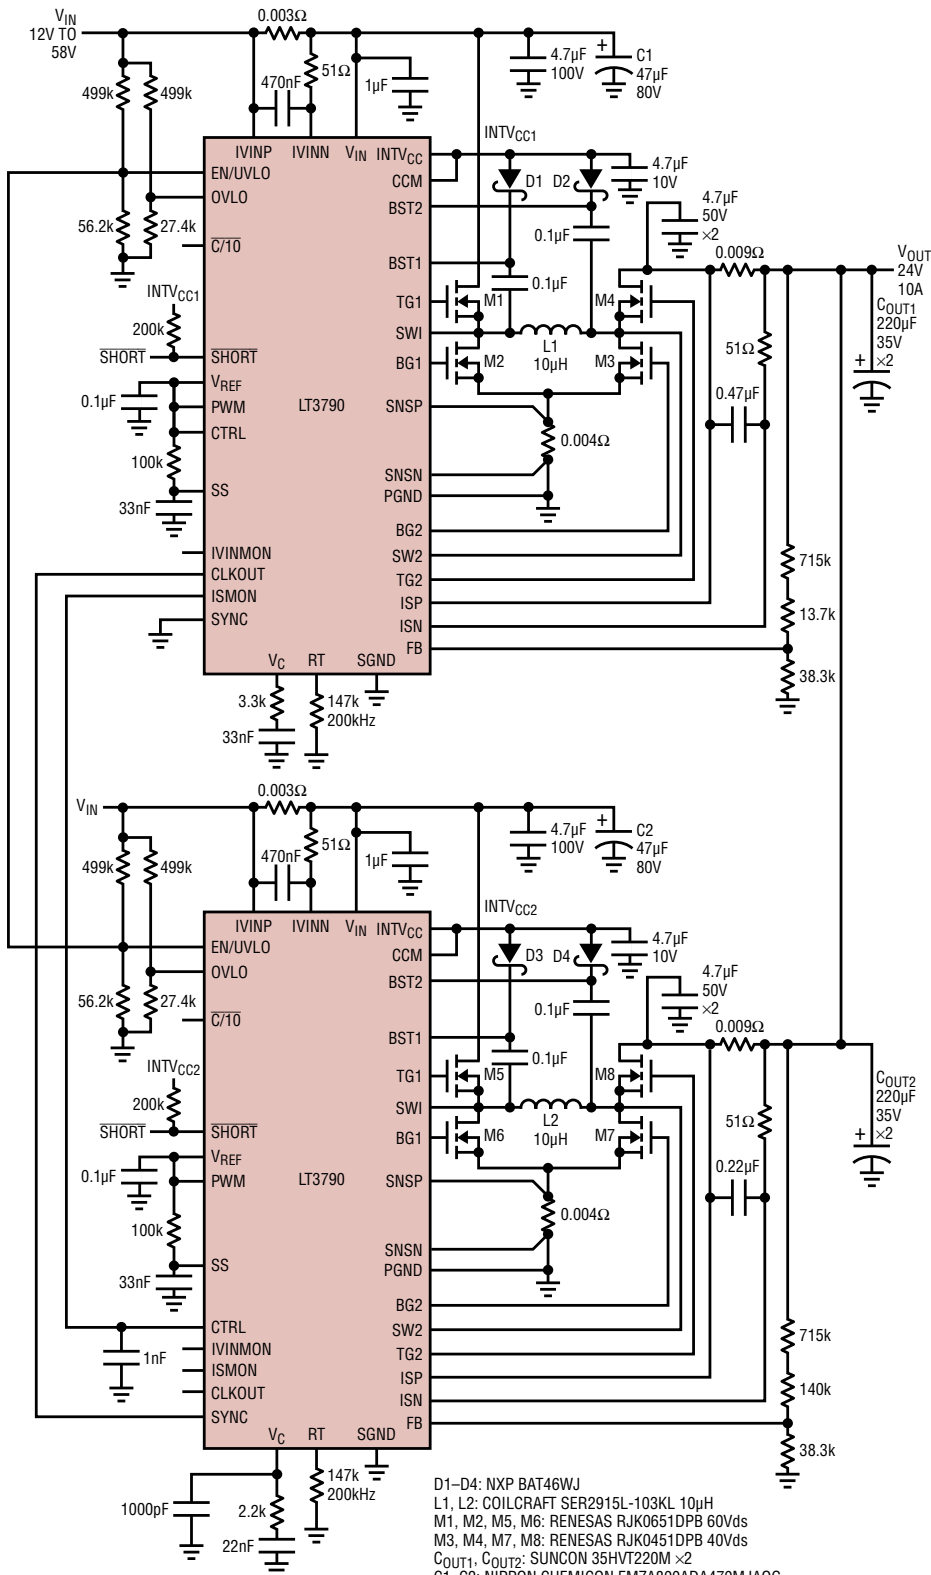 VIN
12V TO
58V
0.003Ω
499k
499k
470nF
51Ω
1µF
4.7µF
100V
+
C1
47µF
80V
INTVCC1
IVINP
IVINN
VIN
INTVCC
EN/UVLO
CCM
D1
D2
4.7µF
10V
OVLO
BST2
4.7µF
50V
×2
56.2k
27.4k
C/10
0.1µF
0.009Ω
VOUT
24V
10A
BST1
0.1µF
INTVCC1
TG1
M1
M4
COUT1
220µF
35V
×2
+
200k
SWI
51Ω
SHORT
SHORT
BG1
M2
L1
10µH
M3
VREF
0.1µF
PWM
LT3790
SNSP
0.47µF
CTRL
0.004Ω
100k
SNSN
SS
PGND
33nF
BG2
IVINMON
SW2
715k
CLKOUT
TG2
ISMON
ISP
13.7k
SYNC
ISN
FB
VC
RT
SGND
38.3k
3.3k
147k
200kHz
33nF
VIN
0.003Ω
499k
499k
470nF
51Ω
1µF
4.7µF
100V
+
C2
47µF
80V
INTVCC2
IVINP
IVINN
VIN
INTVCC
EN/UVLO
CCM
D3
D4
4.7µF
10V
OVLO
BST2
4.7µF
50V
×2
56.2k
27.4k
C/10
0.1µF
0.009Ω
BST1
0.1µF
INTVCC2
TG1
M5
M8
COUT2
220µF
35V
×2
+
200k
SWI
51Ω
SHORT
SHORT
BG1
M6
L2
10µH
M7
VREF
0.1µF
PWM
LT3790
SNSP
0.22µF
0.004Ω
100k
SNSN
SS
PGND
33nF
BG2
CTRL
SW2
715k
1nF
IVINMON
TG2
ISMON
ISP
CLKOUT
ISN
140k
SYNC
FB
VC
RT
SGND
38.3k
1000pF
2.2k
147k
200kHz
22nF
D1–D4: NXP BAT46WJ
L1, L2: COILCRAFT SER2915L-103KL 10µH
M1, M2, M5, M6: RENESAS RJK0651DPB 60Vds
M3, M4, M7, M8: RENESAS RJK0451DPB 40Vds
COUT1, COUT2: SUNCON 35HVT220M ×2